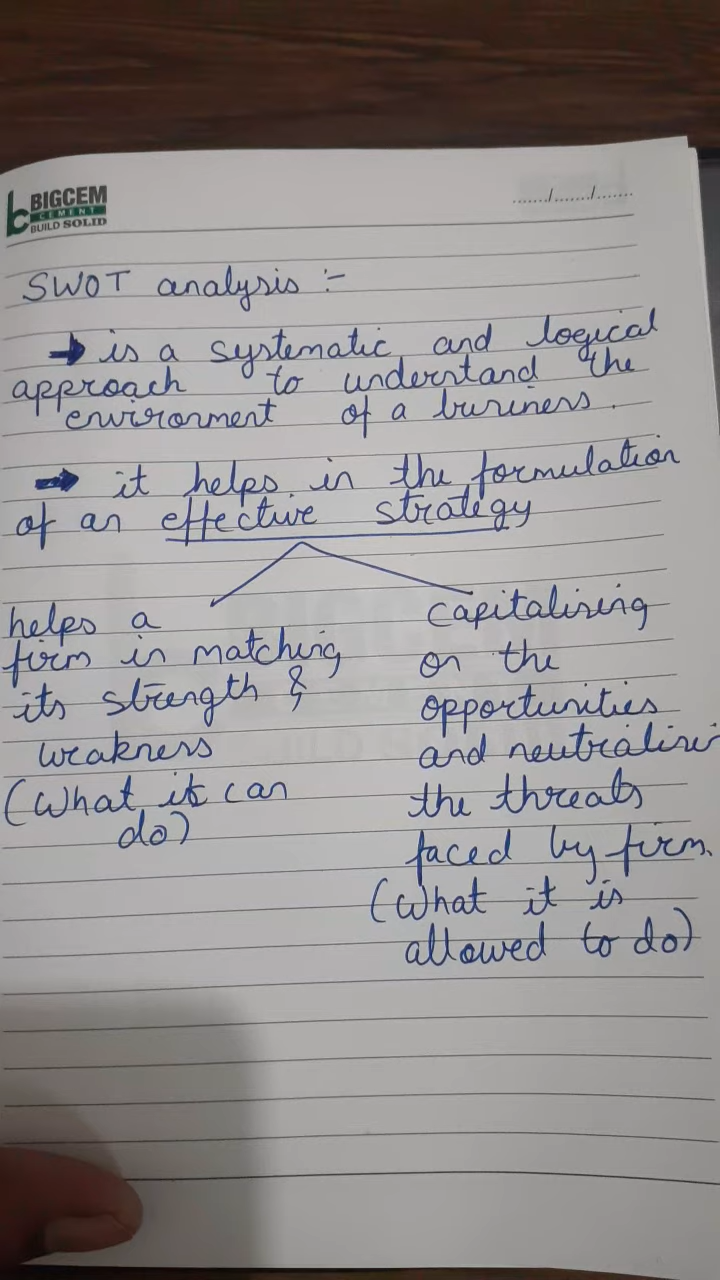 BIGCEM
CEMENT
BUILD SOLID
....../....../......
SWOT analysis :-
→ is a systematic and logical
approach to understand the
environment of a business.
→ it helps in the formulation
of an effective strategy
helps a
firm in matching
its strength &
weakness
(What it can
do)
Capitalizing
on the
opportunities
and neutralizi
the threats
faced by firm.
(What it is
allowed to do)